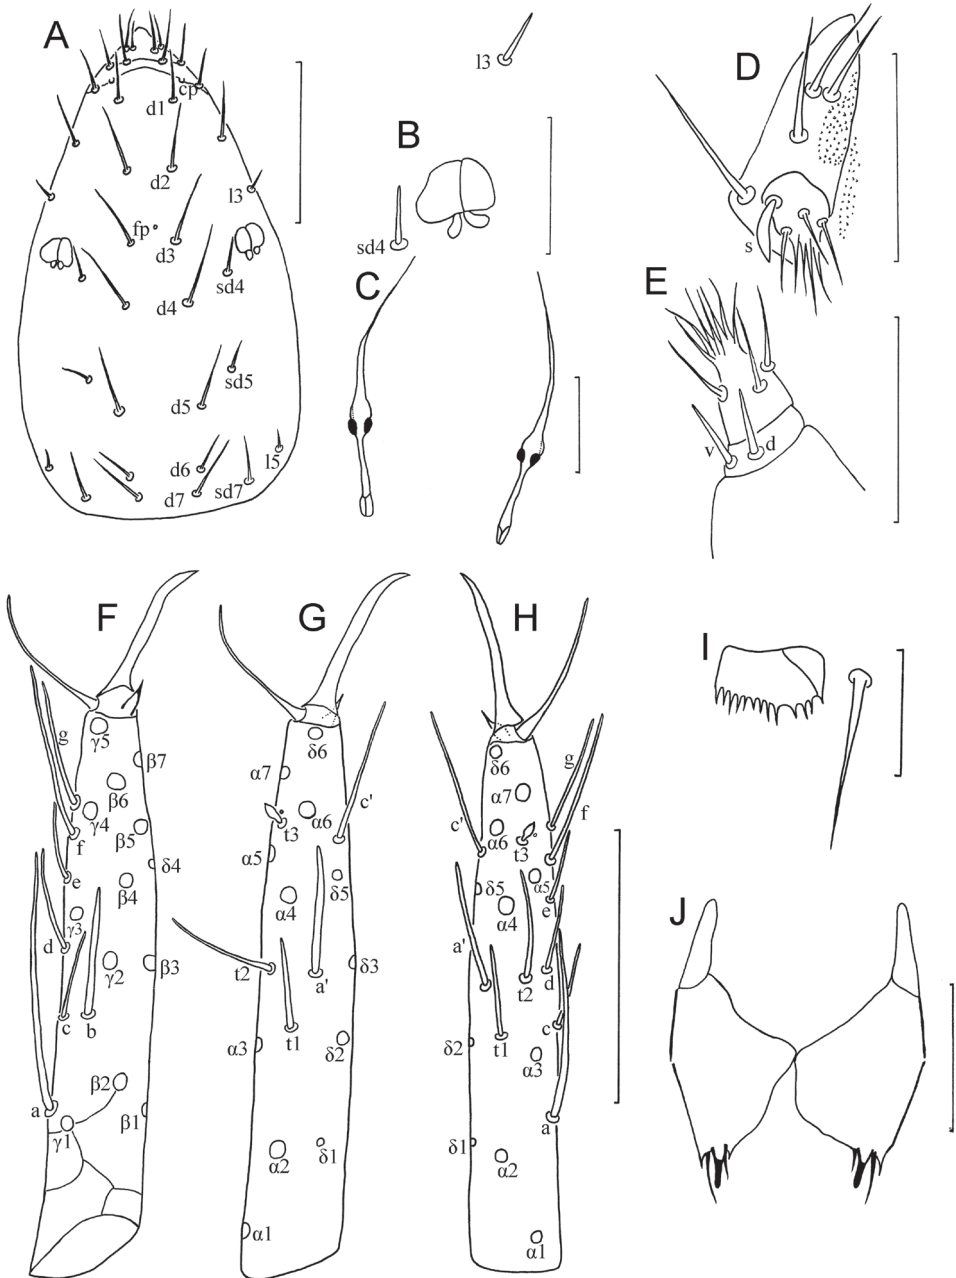 A
cp
d1
d2
l3
fp
d3
sd4
d4
sd5
d5
d6
l5
sd7
d7
l3
B
sd4
C
D
s
E
v
d
F
g
γ5
β7
β6
γ4
β5
f
δ4
e
β4
γ3
d
γ2
β3
c
b
β2
a
β1
γ1
G
δ6
α7
c'
α6
t3
α5
δ5
α4
t2
a'
δ3
α3
t1
δ2
α2
δ1
α1
H
δ6
g
α7
f
c'
α6
t3
δ5
α5
α4
e
a'
t2
d
c
δ2
t1
α3
a
δ1
α2
α1
I
J